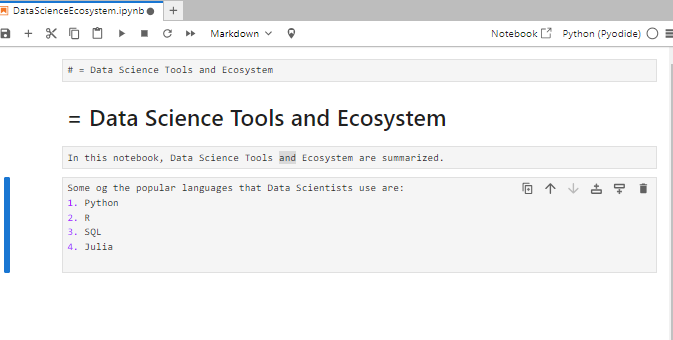 DataScienceEcosystem.ipynb
Markdown
Notebook
Python (Pyodide)
# = Data Science Tools and Ecosystem
= Data Science Tools and Ecosystem
In this notebook, Data Science Tools and Ecosystem are summarized.
Some og the popular languages that Data Scientists use are:
1. Python
2. R
3. SQL
4. Julia